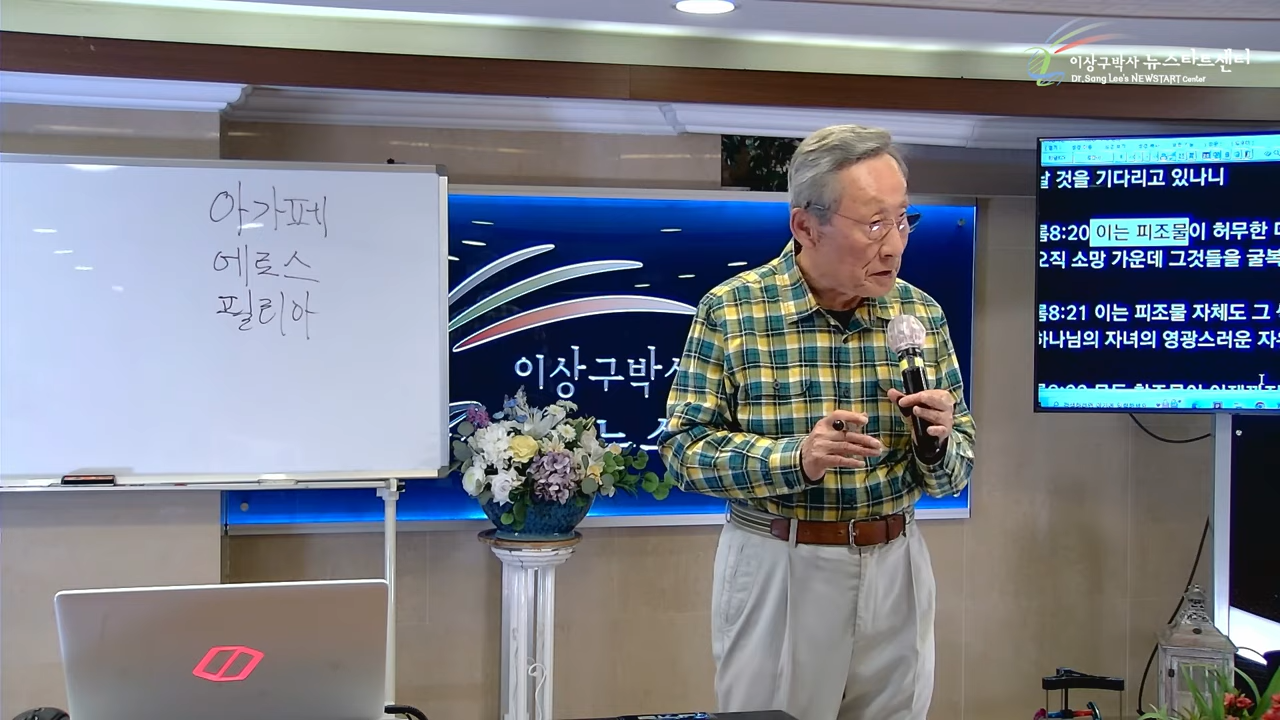 이상구박사 뉴스타트센터
Dr. Sang Lee's NEWSTART Center
아가페
에로스
필리아
이상구박사
뉴스
날 것을 기다리고 있나니
롬8:20 이는 피조물이 허무한 데
오직 소망 가운데 그것들을 굴복
롬8:21 이는 피조물 자체도 그
하나님의 자녀의 영광스러운 자유